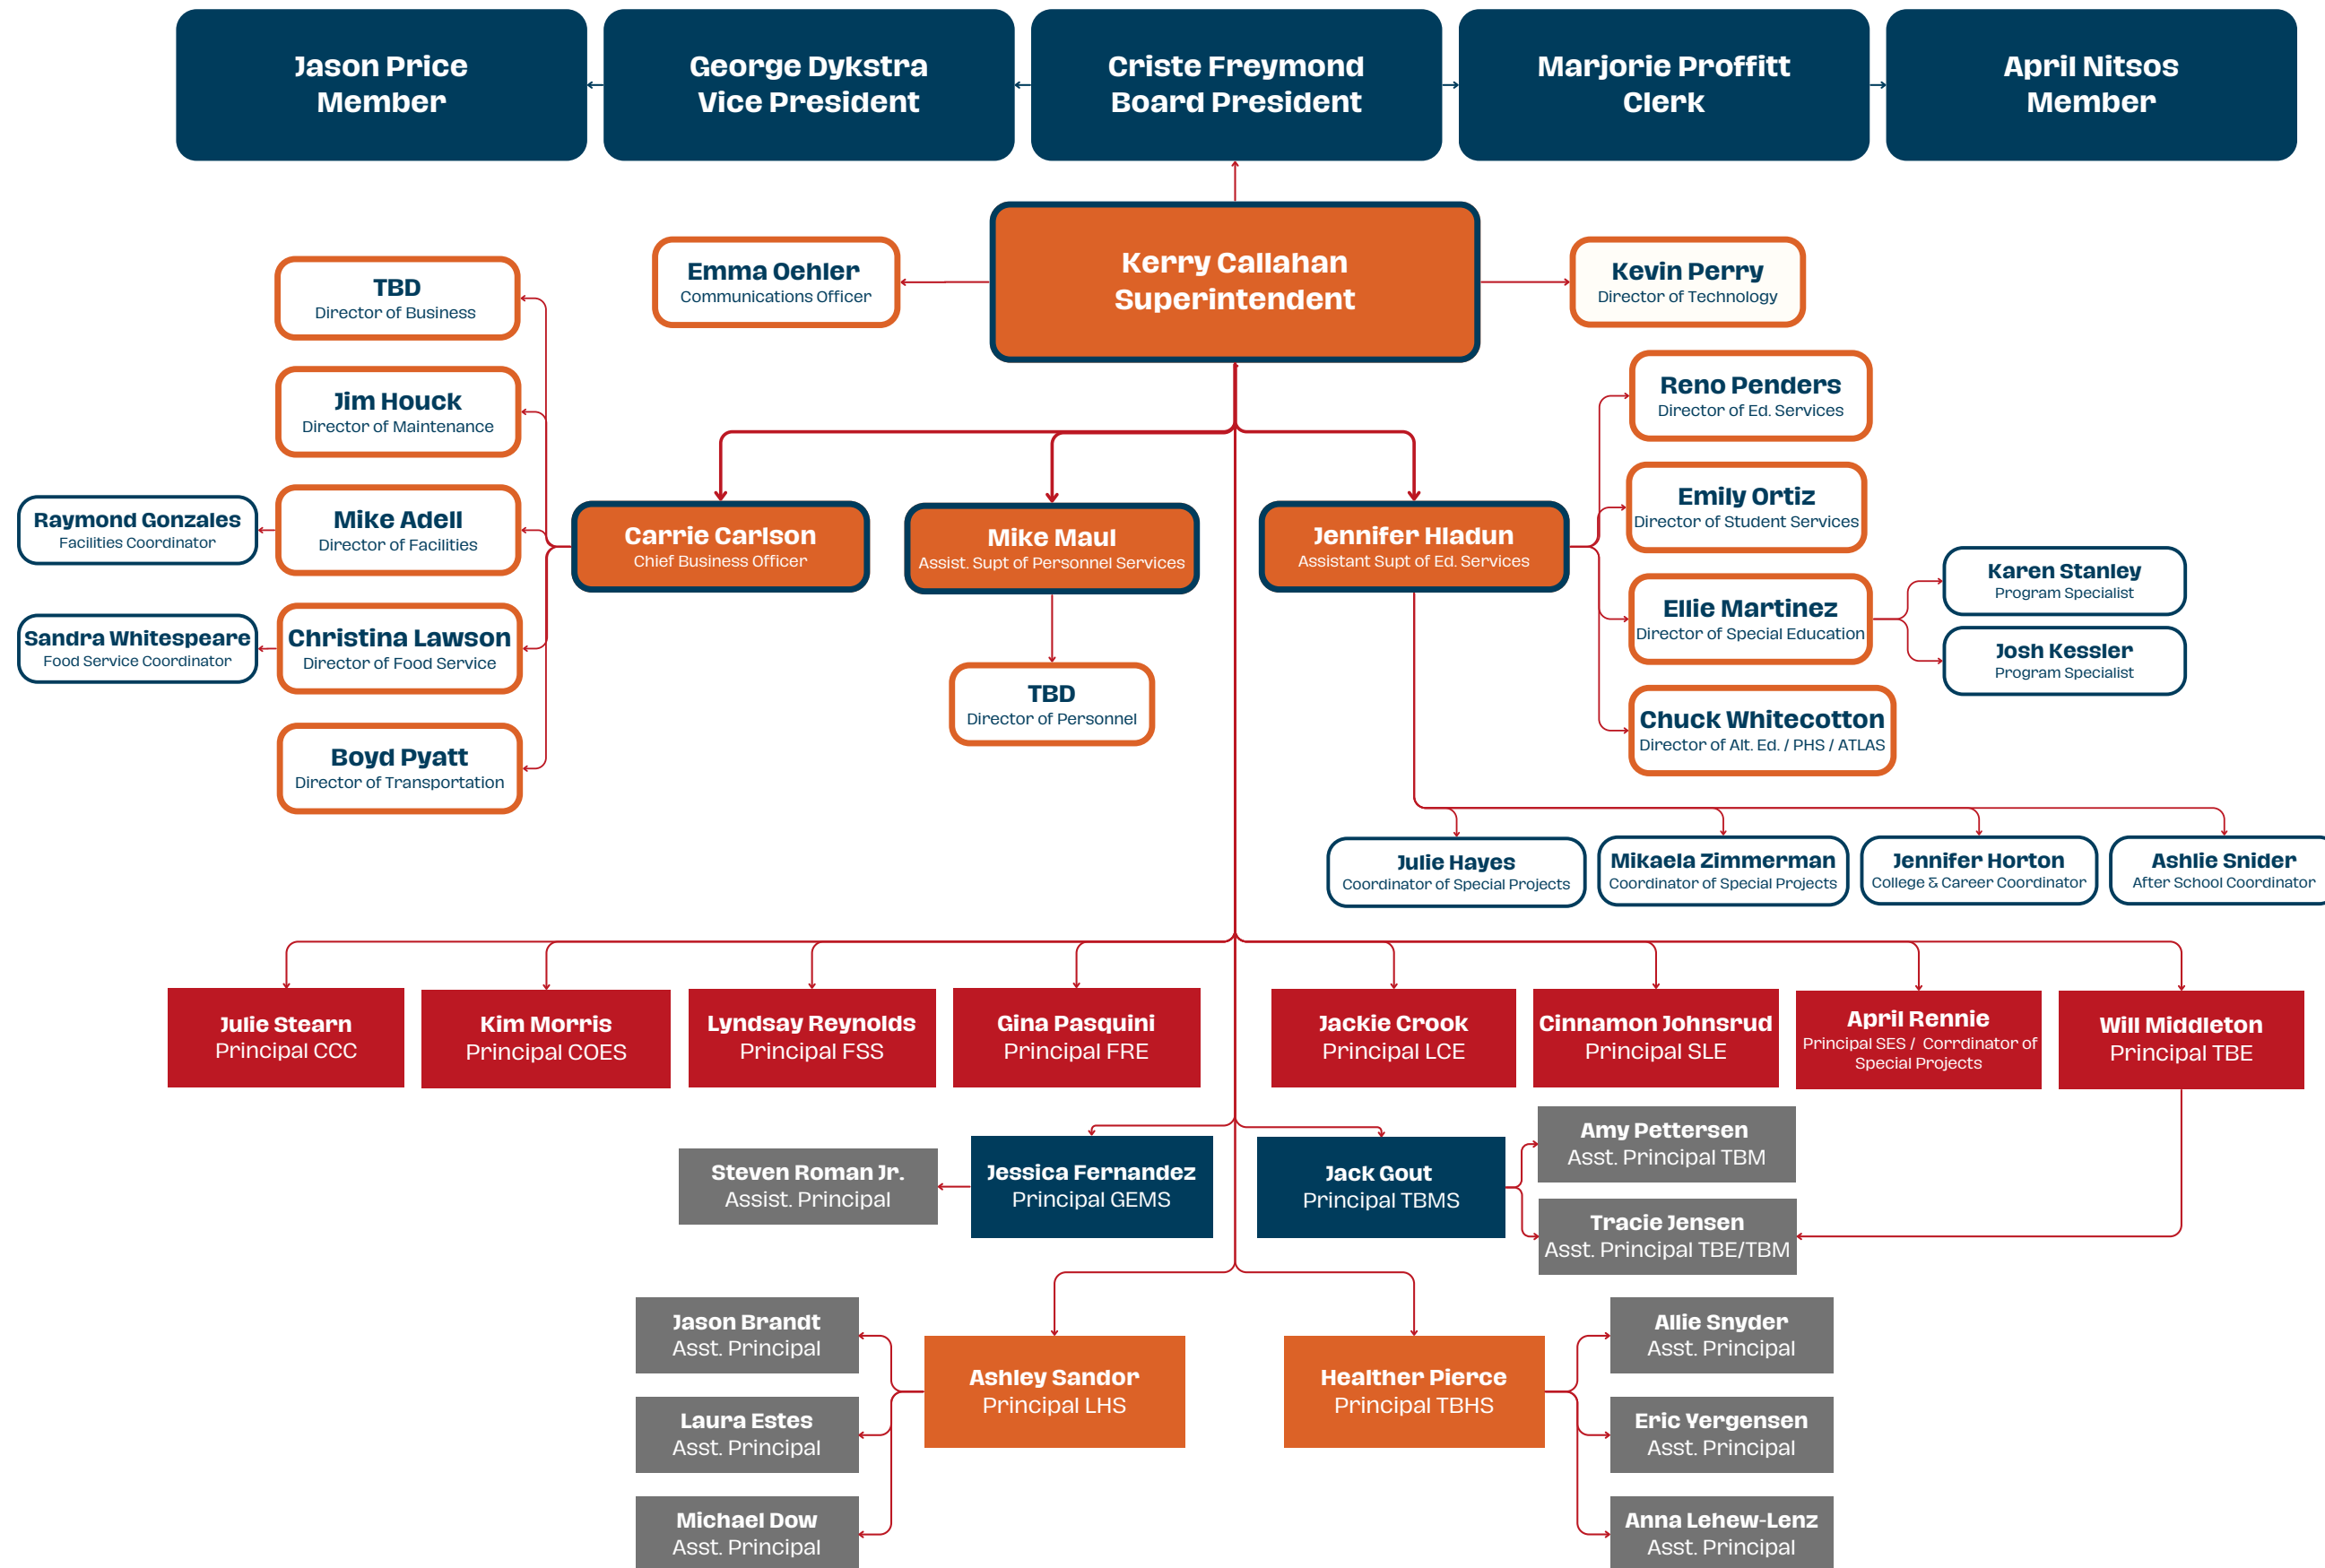 Jason Price
Member
George Dykstra
Vice President
Criste Freymond
Board President
Marjorie Proffitt
Clerk
April Nitsos
Member
Kerry Callahan
Superintendent
Emma Oehler
Communications Officer
Kevin Perry
Director of Technology
TBD
Director of Business
Jim Houck
Director of Maintenance
Mike Adell
Director of Facilities
Raymond Gonzales
Facilities Coordinator
Christina Lawson
Director of Food Service
Sandra Whitespeare
Food Service Coordinator
Boyd Pyatt
Director of Transportation
Carrie Carlson
Chief Business Officer
Mike Maul
Assist. Supt of Personnel Services
TBD
Director of Personnel
Jennifer Hladun
Assistant Supt of Ed. Services
Reno Penders
Director of Ed. Services
Emily Ortiz
Director of Student Services
Ellie Martinez
Director of Special Education
Karen Stanley
Program Specialist
Josh Kessler
Program Specialist
Chuck Whitecotton
Director of Alt. Ed. / PHS / ATLAS
Julie Hayes
Coordinator of Special Projects
Mikaela Zimmerman
Coordinator of Special Projects
Jennifer Horton
College & Career Coordinator
Ashlie Snider
After School Coordinator
Julie Stearn
Principal CCC
Kim Morris
Principal COES
Lyndsay Reynolds
Principal FSS
Gina Pasquini
Principal FRE
Jackie Crook
Principal LCE
Cinnamon Johnsrud
Principal SLE
April Rennie
Principal SES / Corrdinator of
Special Projects
Will Middleton
Principal TBE
Steven Roman Jr.
Assist. Principal
Jessica Fernandez
Principal GEMS
Jack Gout
Principal TBMS
Amy Pettersen
Asst. Principal TBM
Tracie Jensen
Asst. Principal TBE/TBM
Jason Brandt
Asst. Principal
Laura Estes
Asst. Principal
Michael Dow
Asst. Principal
Ashley Sandor
Principal LHS
Healther Pierce
Principal TBHS
Allie Snyder
Asst. Principal
Eric Yergensen
Asst. Principal
Anna Lehew-Lenz
Asst. Principal